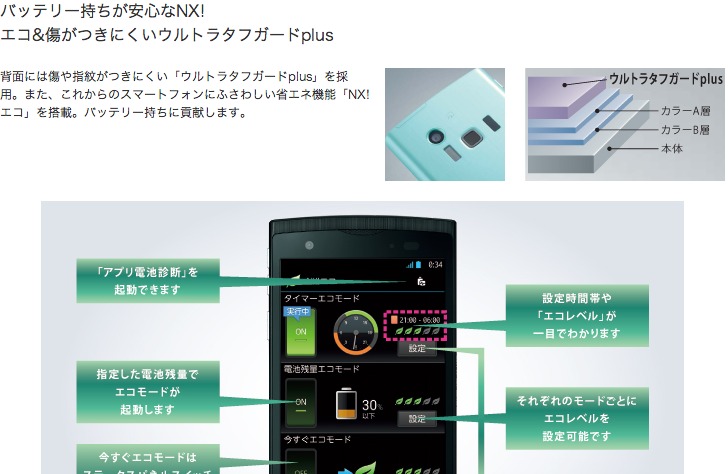 バッテリー持ちが安心なNX!
エコ&傷がつきにくいウルトラタフガードplus
背面には傷や指紋がつきにくい「ウルトラタフガードplus」を採
用。また、これからのスマートフォンにふさわしい省エネ機能「NX!
エコ」を搭載。バッテリー持ちに貢献します。
ウルトラタフガードplus
カラーA層
カラーB層
本体
0:34
「アプリ電池診断」を
起動できます
タイマーエコモード
実行中
ON
21:00 - 06:00
設定
設定時間帯や
「エコレベル」が
一目でわかります
指定した電池残量で
エコモードが
起動します
電池残量エコモード
ON
30%
以下
設定
それぞれのモードごとに
エコレベルを
設定可能です
今すぐエコモードは
今すぐエコモード
OFF